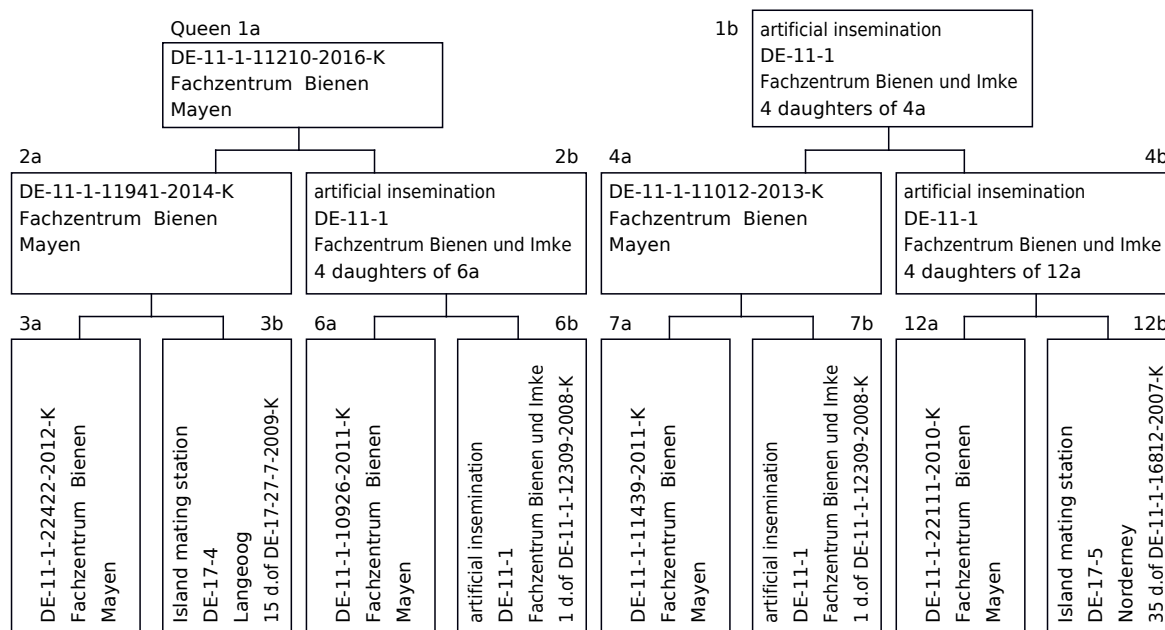 Queen 1a
DE-11-1-11210-2016-K
Fachzentrum Bienen
Mayen
1b
artificial insemination
DE-11-1
Fachzentrum Bienen und Imke
4 daughters of 4a
2a
DE-11-1-11941-2014-K
Fachzentrum Bienen
Mayen
2b
artificial insemination
DE-11-1
Fachzentrum Bienen und Imke
4 daughters of 6a
4a
DE-11-1-11012-2013-K
Fachzentrum Bienen
Mayen
4b
artificial insemination
DE-11-1
Fachzentrum Bienen und Imke
4 daughters of 12a
3a
DE-11-1-22422-2012-K
Fachzentrum Bienen
Mayen
3b
Island mating station
DE-17-4
Langeoog
15 d.of DE-17-27-7-2009-K
6a
DE-11-1-10926-2011-K
Fachzentrum Bienen
Mayen
6b
artificial insemination
DE-11-1
Fachzentrum Bienen und Imke
1 d.of DE-11-1-12309-2008-K
7a
DE-11-1-11439-2011-K
Fachzentrum Bienen
Mayen
7b
artificial insemination
DE-11-1
Fachzentrum Bienen und Imke
1 d.of DE-11-1-12309-2008-K
12a
DE-11-1-22111-2010-K
Fachzentrum Bienen
Mayen
12b
Island mating station
DE-17-5
Norderney
35 d.of DE-11-1-16812-2007-K